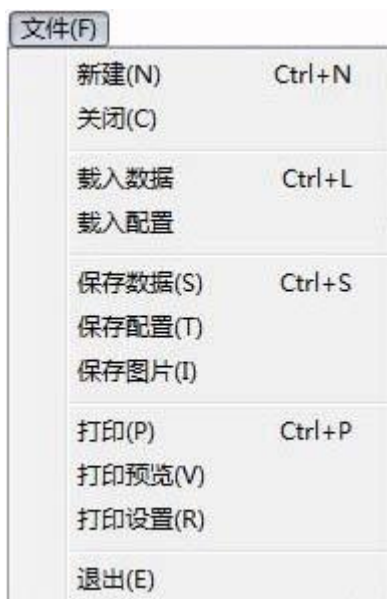 文件(F)
新建(N) Ctrl+N
关闭(C)
载入数据 Ctrl+L
载入配置
保存数据(S) Ctrl+S
保存配置(T)
保存图片(I)
打印(P) Ctrl+P
打印预览(V)
打印设置(R)
退出(E)